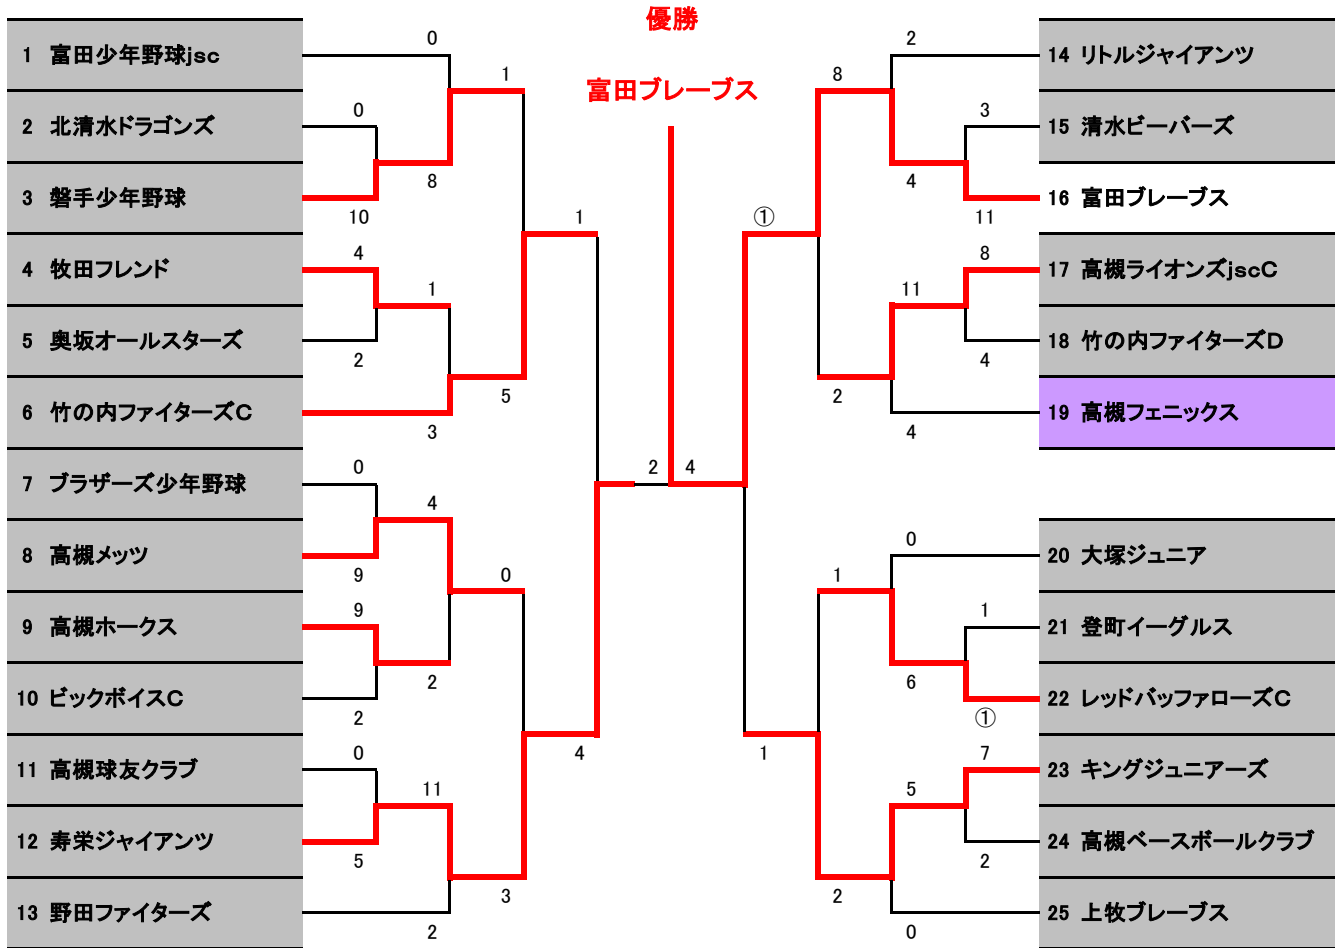 優勝
富田ブレーブス
1 富田少年野球jsc
2 北清水ドラゴンズ
3 磐手少年野球
4 牧田フレンド
5 奥坂オールスターズ
6 竹の内ファイターズC
7 ブラザーズ少年野球
8 高槻メッツ
9 高槻ホークス
10 ビックボイスC
11 高槻球友クラブ
12 寿栄ジャイアンツ
13 野田ファイターズ
0
0
8
10
4
1
2
3
0
4
9
9
2
2
0
11
5
2
1
5
0
3
1
4
2
4
①
1
8
2
1
2
2
3
4
11
8
11
4
4
0
1
6
①
7
5
2
0
14 リトルジャイアンツ
15 清水ビーバーズ
16 富田ブレーブス
17 高槻ライオンズjscC
18 竹の内ファイターズD
19 高槻フェニックス
20 大塚ジュニア
21 登町イーグルス
22 レッドバッファローズC
23 キングジュニアーズ
24 高槻ベースボールクラブ
25 上牧ブレーブス